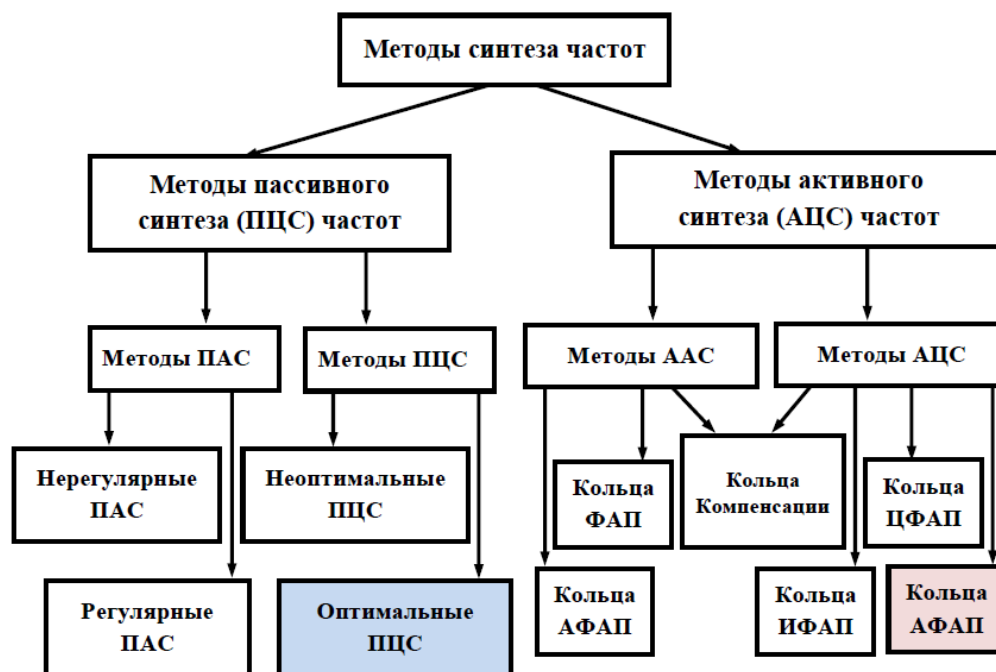 Методы синтеза частот
Методы пассивного
синтеза (ПЦС) частот
Методы активного
синтеза (АЦС) частот
Методы ПАС
Методы ПЦС
Методы ААС
Методы АЦС
Нерегулярные
ПАС
Неоптимальные
ПЦС
Кольца
ФАП
Кольца
Компенсации
Кольца
ЦФАП
Регулярные
ПАС
Оптимальные
ПЦС
Кольца
АФАП
Кольца
ИФАП
Кольца
АФАП